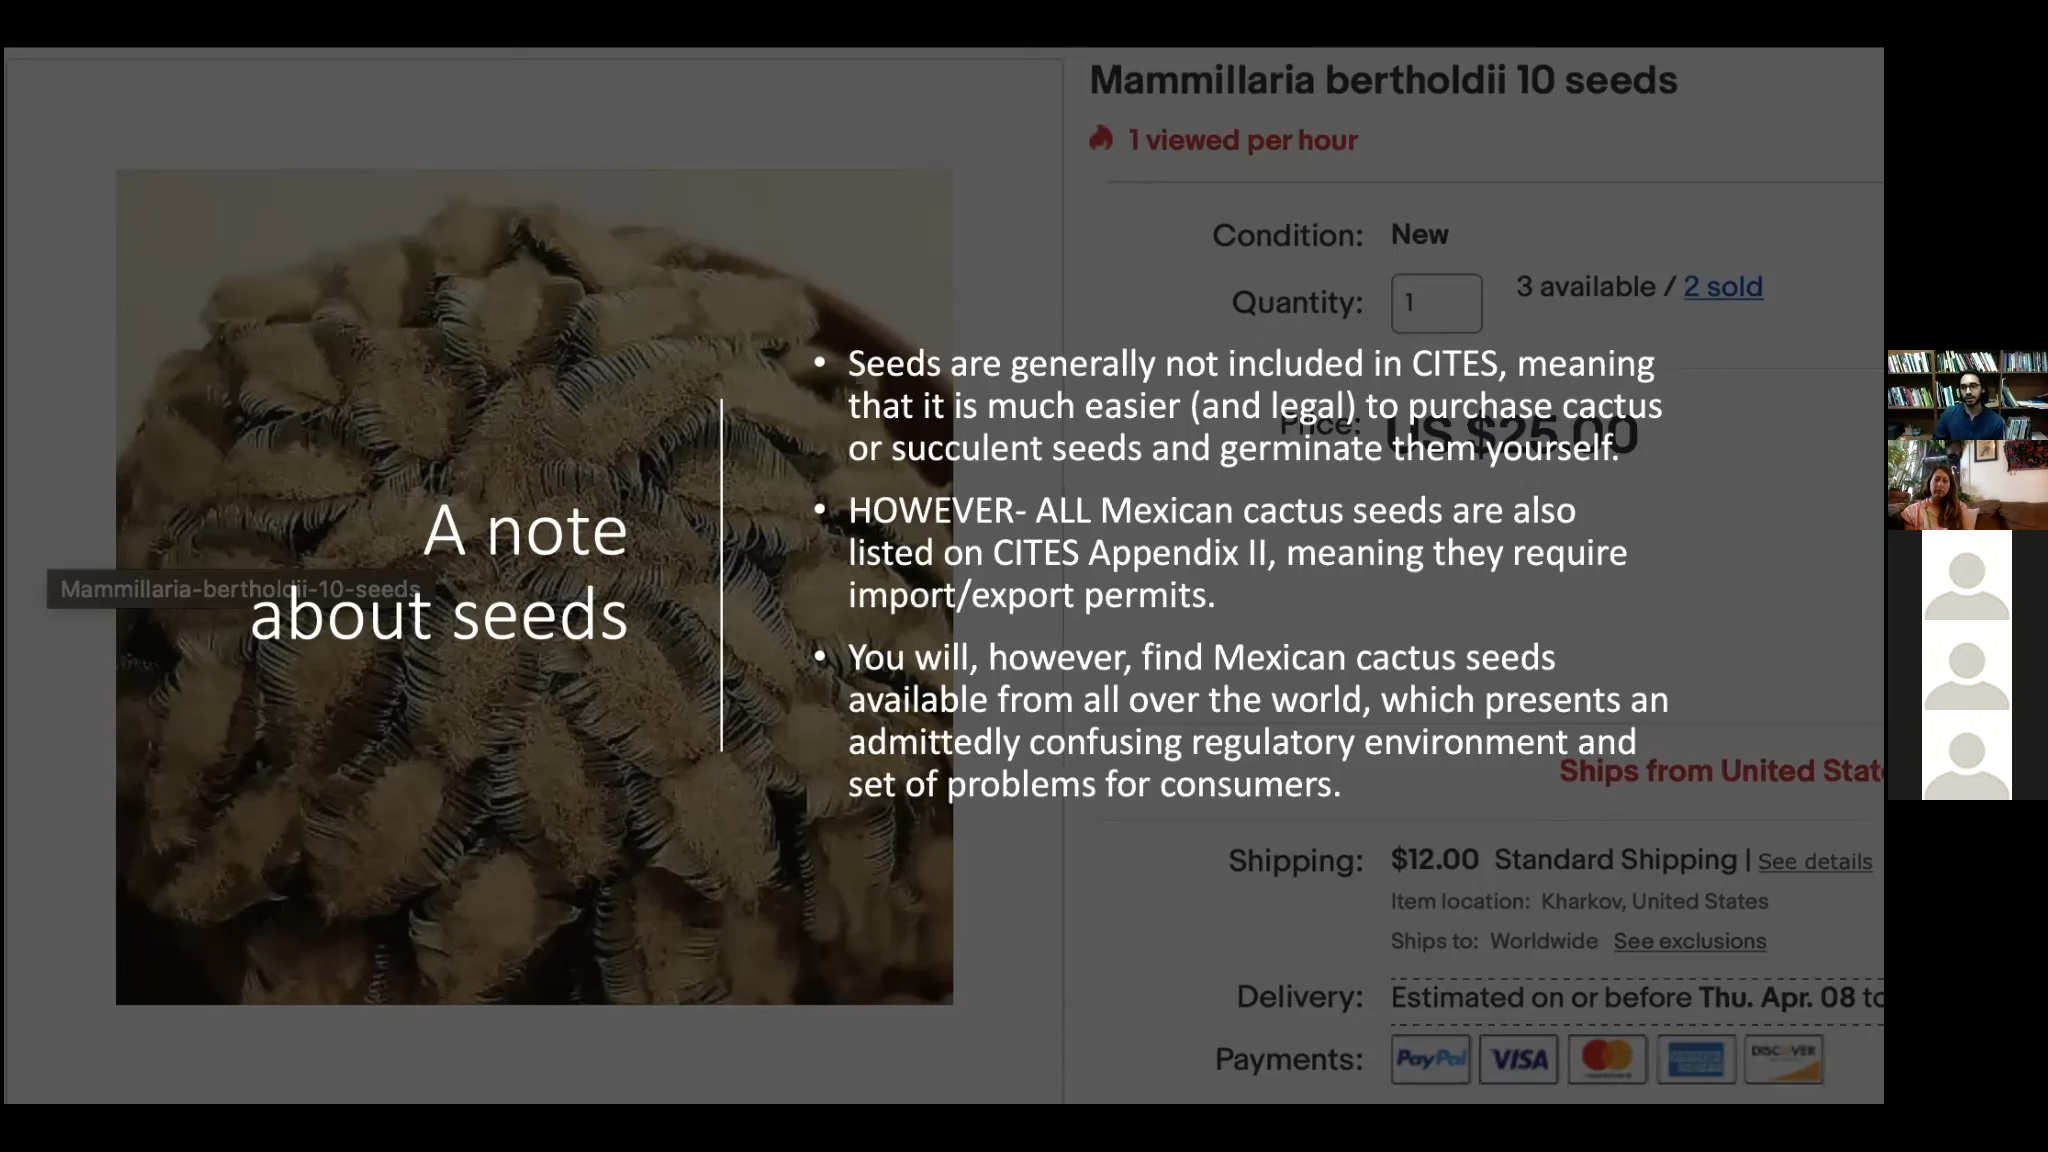 Mammillaria bertholdii 10 seeds
1 viewed per hour
Condition: New
Quantity: 1 3 available / 2 sold
Price: US $25.00
A note
about seeds
Mammillaria-bertholdii-10-seeds
• Seeds are generally not included in CITES, meaning
that it is much easier (and legal) to purchase cactus
or succulent seeds and germinate them yourself.
• HOWEVER- ALL Mexican cactus seeds are also
listed on CITES Appendix II, meaning they require
import/export permits.
• You will, however, find Mexican cactus seeds
available from all over the world, which presents an
admittedly confusing regulatory environment and
set of problems for consumers.
Ships from United Stat
Shipping: $12.00 Standard Shipping | See details
Item location: Kharkov, United States
Ships to: Worldwide See exclusions
Delivery: Estimated on or before Thu. Apr. 08 to
Payments: PayPal VISA DISCOVER